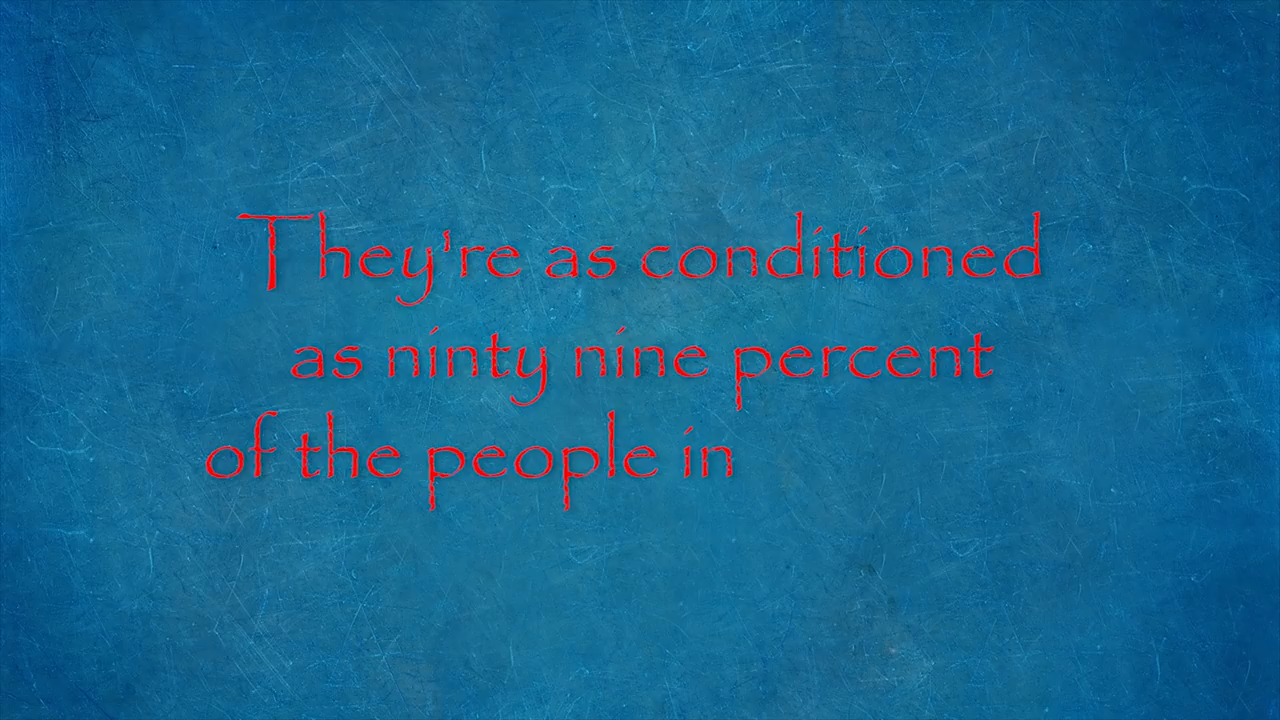 They're as conditioned
as ninty nine percent
of the people in